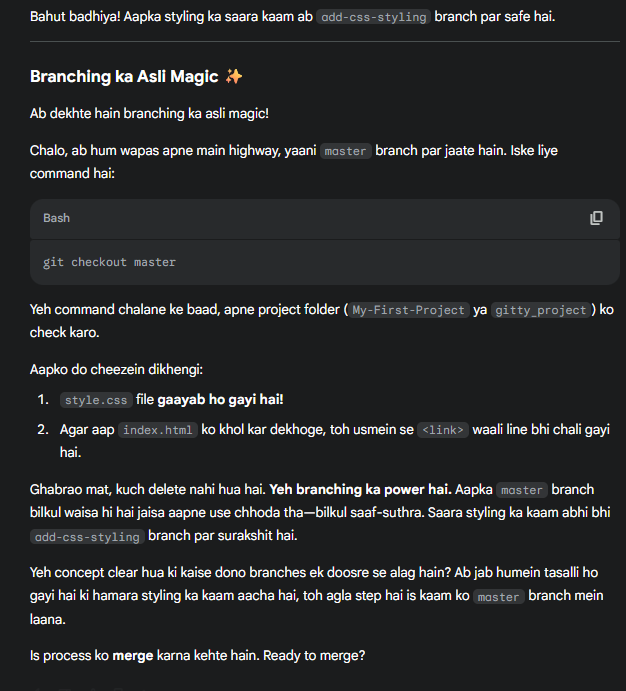 Bahut badhiya! Aapka styling ka saara kaam ab add-css-styling branch par safe hai.
Branching ka Asli Magic ✨
Ab dekhte hain branching ka asli magic!
Chalo, ab hum wapas apne main highway, yaani master branch par jaate hain. Iske liye
command hai:
Bash
git checkout master
Yeh command chalane ke baad, apne project folder (My-First-Project ya gitty_project) ko
check karo.
Aapko do cheezein dikhengi:
1. style.css file gaayab ho gayi hai!
2. Agar aap index.html ko khol kar dekhoge, toh usmein se <link> waali line bhi chali gayi
hai.
Ghabrao mat, kuch delete nahi hua hai. Yeh branching ka power hai. Aapka master branch
bilkul waisa hi hai jaisa aapne use chhoda tha—bilkul saaf-suthra. Saara styling ka kaam abhi bhi
add-css-styling branch par surakshit hai.
Yeh concept clear hua ki kaise dono branches ek doosre se alag hain? Ab jab humein tasalli ho
gayi hai ki hamara styling ka kaam aacha hai, toh agla step hai is kaam ko master branch mein
laana.
Is process ko merge karna kehte hain. Ready to merge?